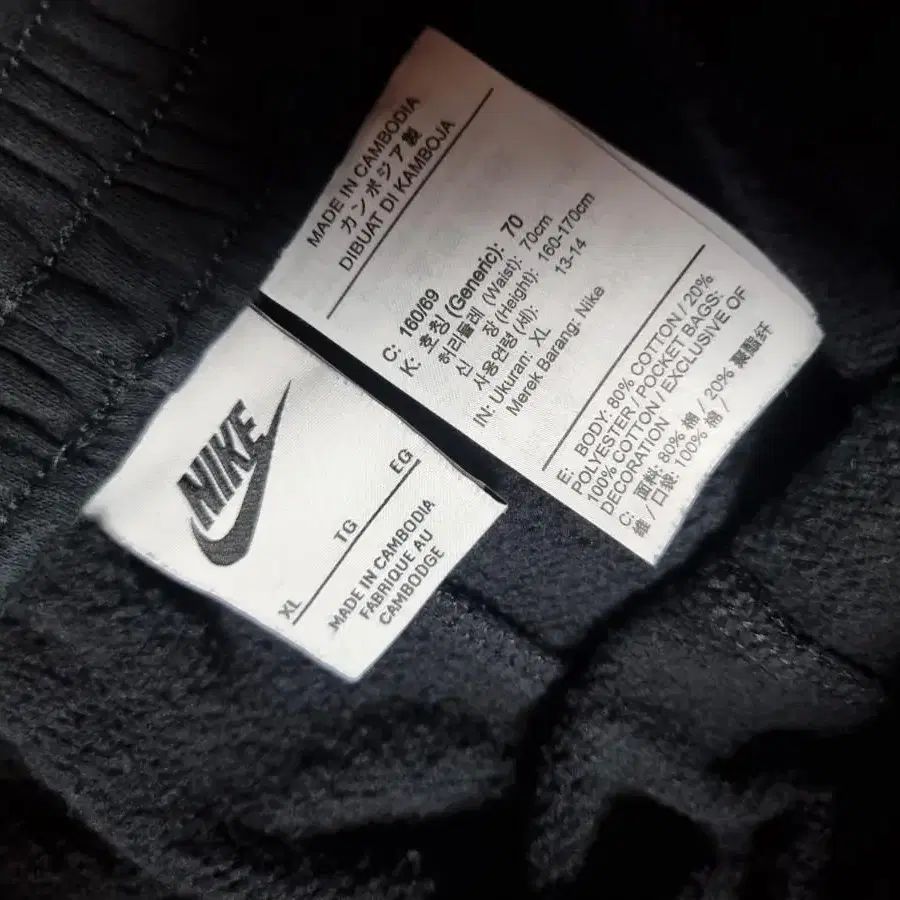 MADE IN CAMBODIA
カンボジア製
DIBUAT DI KAMBOJA
C: 160/69
K: 호칭 (Generic): 70
허리둘레 (Waist): 70cm
신 장 (Height): 160-170cm
사용연령 (세): 13-14
IN: Ukuran: XL
Merek Barang: Nike
E: BODY: 80% COTTON / 20%
POLYESTER / POCKET BAGS:
100% COTTON / EXCLUSIVE OF
DECORATION
C: 面料: 80% 棉 / 20% 聚酯纤
维 / 口袋: 100% 棉 /
NIKE
XL TG EG
MADE IN CAMBODIA
FABRIQUE AU
CAMBODGE